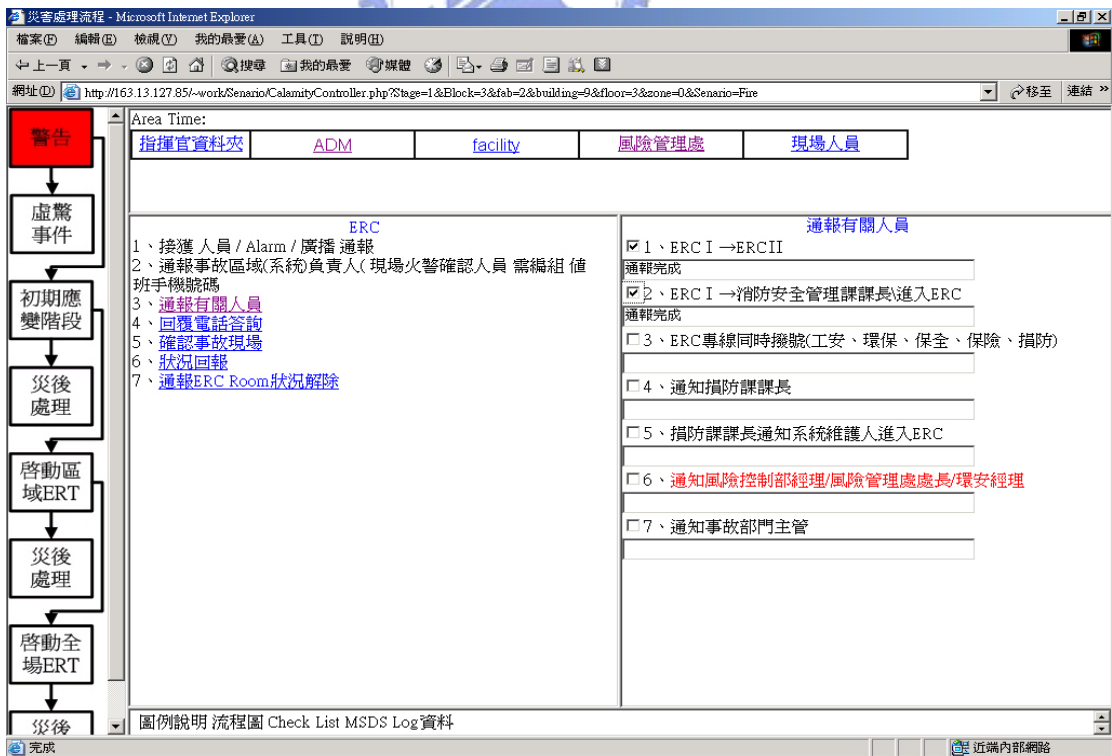 災害處理流程 - Microsoft Internet Explorer
檔案(F) 編輯(E) 檢視(V) 我的最愛(A) 工具(T) 說明(H)
上一頁 搜尋 我的最愛 媒體
網址(D) http://163.13.127.85/~work/Senario/CalamityController.php?Stage=1&Block=3&fab=2&building=9&floor=3&zone=0&Senario=Fire 移至 連結 »
警告
虛驚
事件
初期應
變階段
災後
處理
啓動區
域ERT
災後
處理
啓動全
場ERT
災後
Area Time:
指揮官資料夾 ADM facility 風險管理處 現場人員
ERC
1、接獲 人員 / Alarm / 廣播 通報
2、通報事故區域(系統)負責人( 現場火警確認人員 需編組 值
班手機號碼
3、通報有關人員
4、回覆電話答詢
5、確認事故現場
6、狀況回報
7、通報ERC Room狀況解除
通報有關人員
1、ERC I →ERCII
通報完成
2、ERC I →消防安全管理課課長\進入ERC
通報完成
3、ERC專線同時撥號(工安、環保、保全、保險、損防)
4、通知損防課課長
5、損防課課長通知系統維護人進入ERC
6、通知風險控制部經理/風險管理處處長/環安經理
7、通知事故部門主管
圖例說明 流程圖 Check List MSDS Log資料
完成 近端內部網路